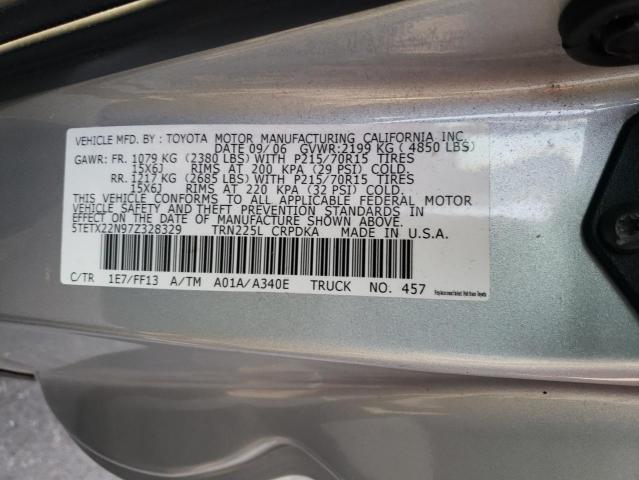 VEHICLE MFD. BY : TOYOTA MOTOR MANUFACTURING CALIFORNIA INC.
DATE 09/06 GVWR:2199 KG ( 4850 LBS)
GAWR: FR. 1079 KG (2380 LBS) WITH P215/70R15 TIRES
15X6J RIMS AT 200 KPA (29 PSI) COLD.
RR. 1217 KG (2685 LBS) WITH P215/70R15 TIRES
15X6J RIMS AT 220 KPA (32 PSI) COLD.
THIS VEHICLE CONFORMS TO ALL APPLICABLE FEDERAL MOTOR
VEHICLE SAFETY AND THEFT PREVENTION STANDARDS IN
EFFECT ON THE DATE OF MANUFACTURE SHOWN ABOVE.
5TETX22N97Z328329 TRN225L CRPDKA MADE IN U.S.A.
C/TR 1E7/FF13 A/TM A01A/A340E TRUCK NO. 457